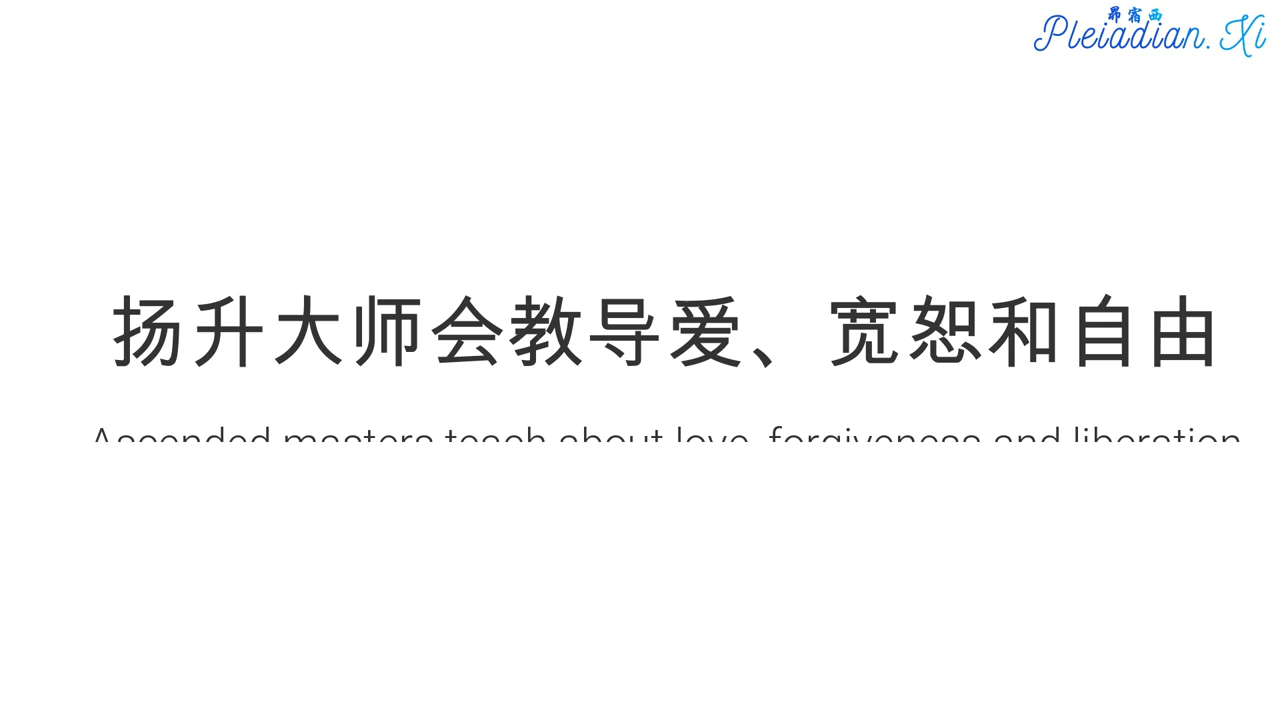 昴宿西
Pleiadian. Xi
扬升大师会教导爱、宽恕和自由
Ascended masters teach about love, forgiveness and liberation